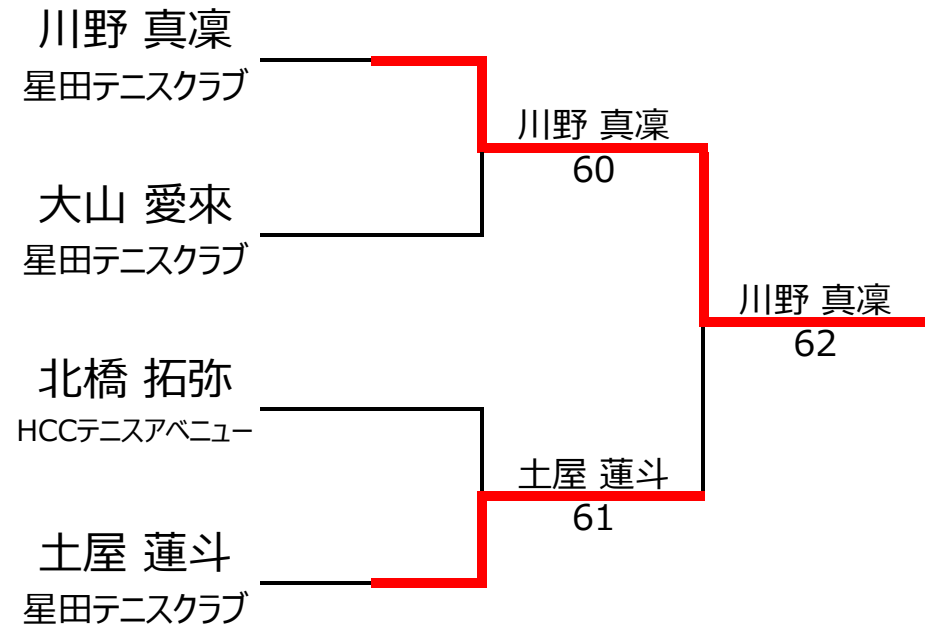 川野 真凜
星田テニスクラブ
大山 愛來
星田テニスクラブ
北橋 拓弥
HCCテニスアベニュー
土屋 蓮斗
星田テニスクラブ
川野 真凜
60
土屋 蓮斗
61
川野 真凜
62